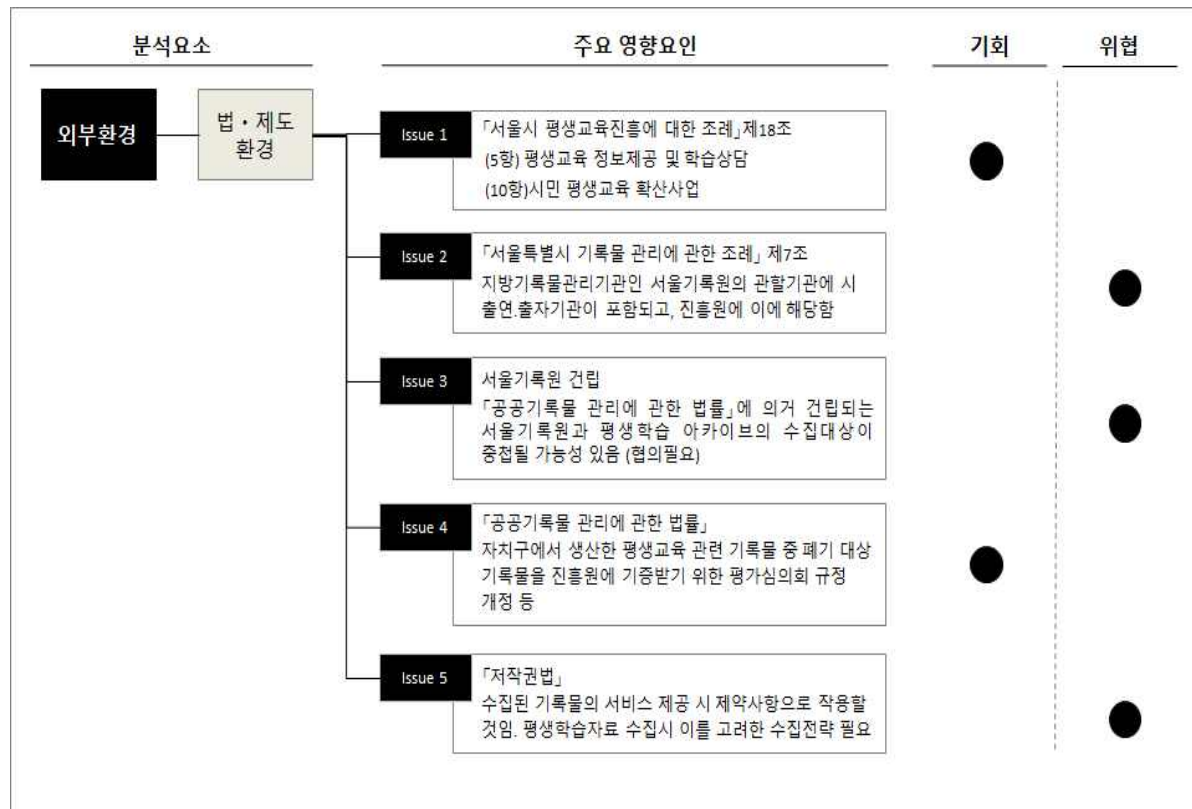 분석요소
주요 영향요인
기회
위협
외부환경
법・제도
환경
Issue 1
「서울시 평생교육진흥에 대한 조례」제18조
(5항) 평생교육 정보제공 및 학습상담
(10항)시민 평생교육 확산사업
Issue 2
「서울특별시 기록물 관리에 관한 조례」 제7조
지방기록물관리기관인 서울기록원의 관할기관에 시
출연.출자기관이 포함되고, 진흥원에 이에 해당함
Issue 3
서울기록원 건립
「공공기록물 관리에 관한 법률」에 의거 건립되는
서울기록원과 평생학습 아카이브의 수집대상이
중첩될 가능성 있음 (협의필요)
Issue 4
「공공기록물 관리에 관한 법률」
자치구에서 생산한 평생교육 관련 기록물 중 폐기 대상
기록물을 진흥원에 기증받기 위한 평가심의회 규정
개정 등
Issue 5
「저작권법」
수집된 기록물의 서비스 제공 시 제약사항으로 작용할
것임. 평생학습자료 수집시 이를 고려한 수집전략 필요